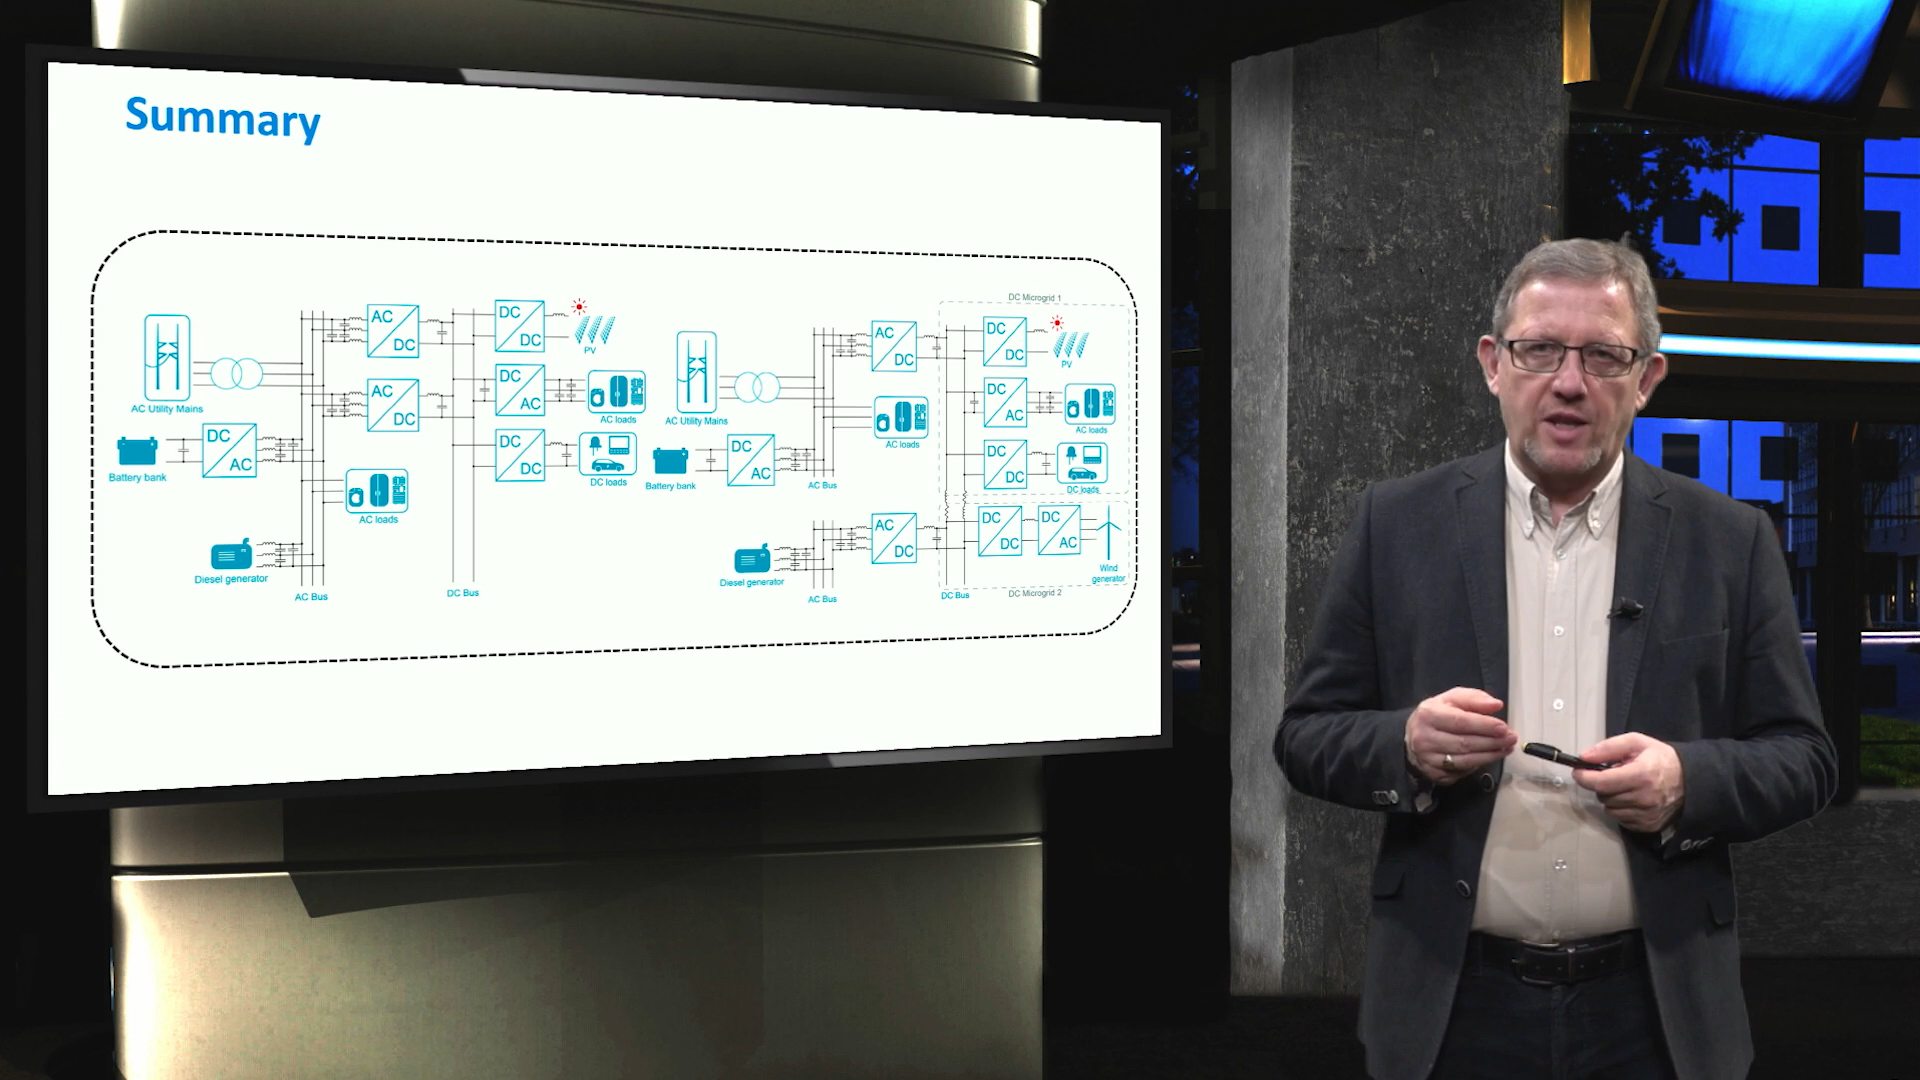 Summary
AC Utility Mains
Battery bank
DC
AC
Diesel generator
AC Bus
AC
DC
AC
DC
AC loads
DC Bus
DC
DC
PV
DC
AC
AC loads
DC
DC
DC loads
AC Utility Mains
Battery bank
DC
AC
AC Bus
AC
DC
AC loads
DC Microgrid 1
DC
DC
PV
DC
AC
AC loads
DC
DC
DC loads
Diesel generator
AC Bus
AC
DC
DC Bus
DC
DC
DC
AC
Wind
generator
DC Microgrid 2